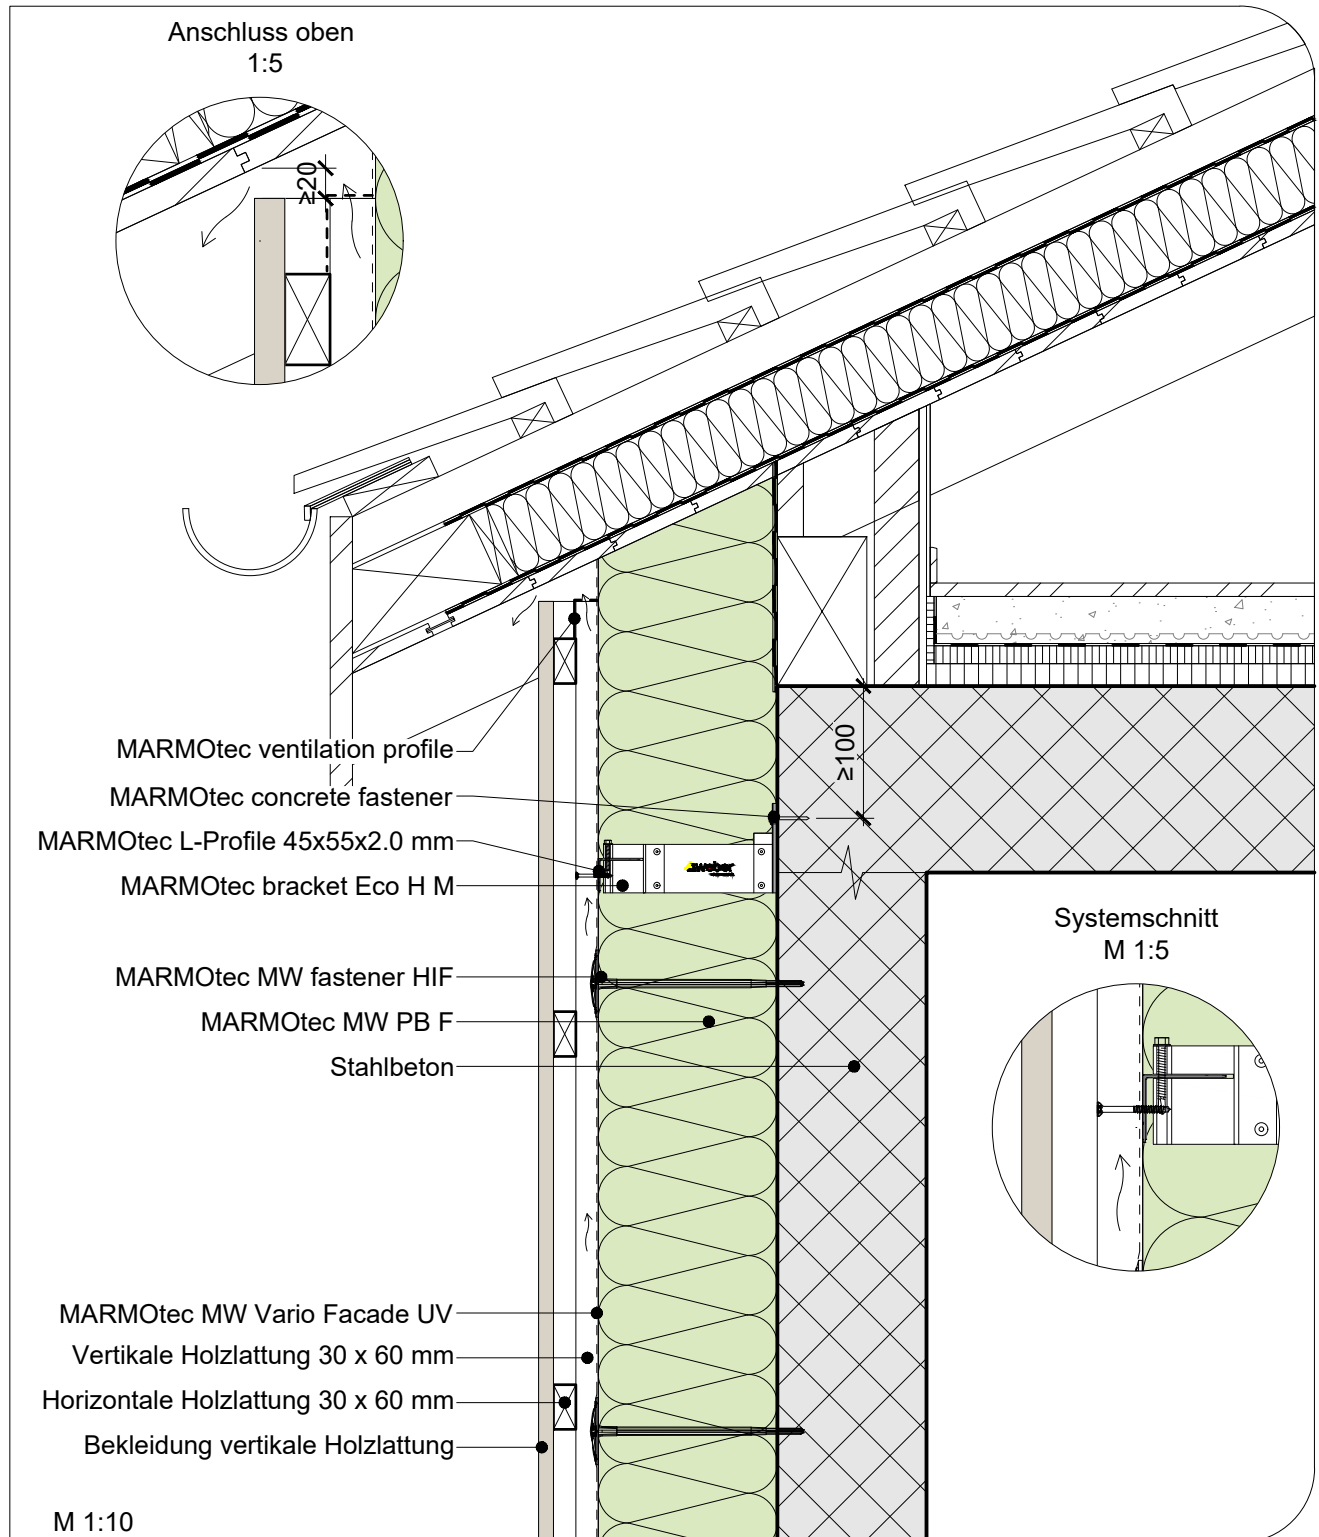 Anschluss oben
1:5
≥20
MARMOtec ventilation profile
≥100
MARMOtec concrete fastener
MARMOtec L-Profile 45x55x2.0 mm
weber
MARMOtec bracket Eco H M
Systemschnitt
M 1:5
MARMOtec MW fastener HIF
MARMOtec MW PB F
Stahlbeton
MARMOtec MW Vario Facade UV
Vertikale Holzlattung 30 x 60 mm
Horizontale Holzlattung 30 x 60 mm
Bekleidung vertikale Holzlattung
M 1:10